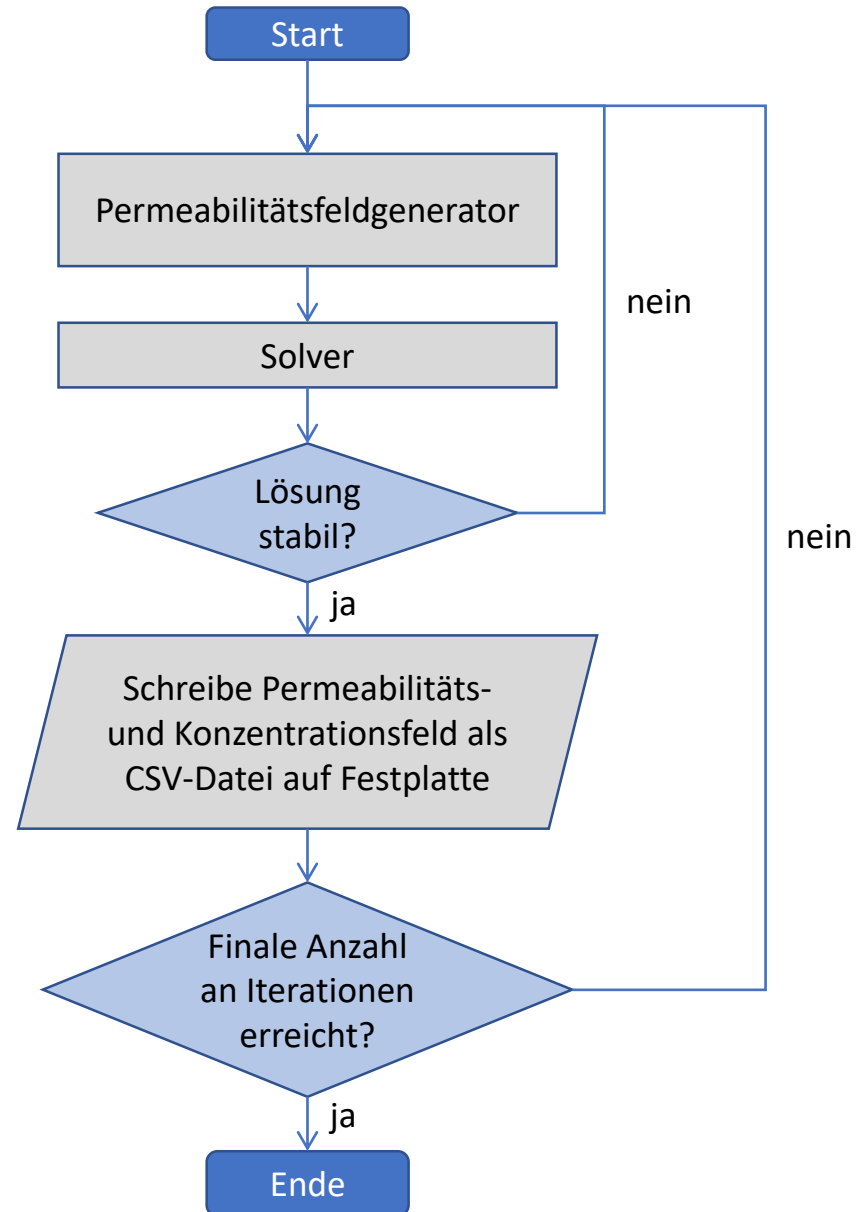 Start
Permeabilitätsfeldgenerator
nein
Solver
Lösung
stabil?
nein
ja
Schreibe Permeabilitäts-
und Konzentrationsfeld als
CSV-Datei auf Festplatte
Finale Anzahl
an Iterationen
erreicht?
ja
Ende